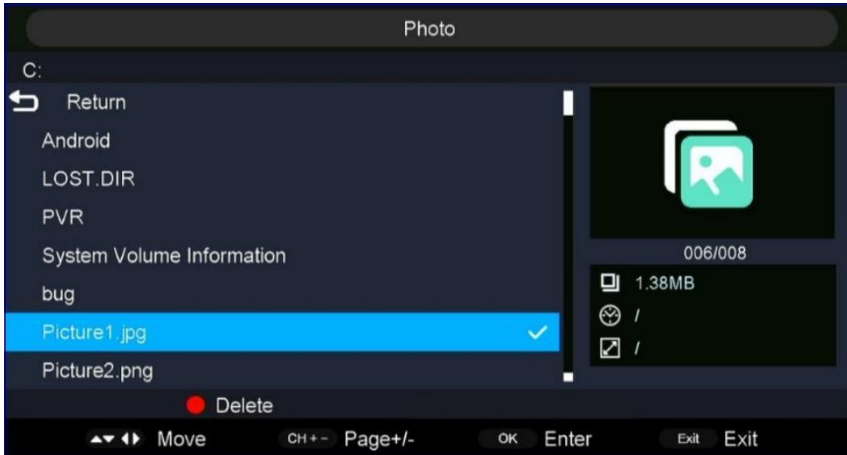 Photo
C:
Return
Android
LOST.DIR
PVR
System Volume Information
bug
Picture1.jpg
Picture2.png
006/008
1.38MB
/
/
Delete
Move CH + - Page+/- OK Enter Exit Exit